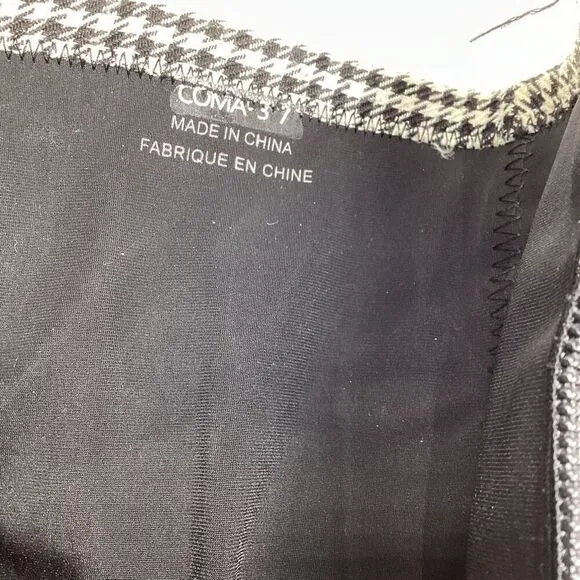 COMA-3 7
MADE IN CHINA
FABRIQUE EN CHINE